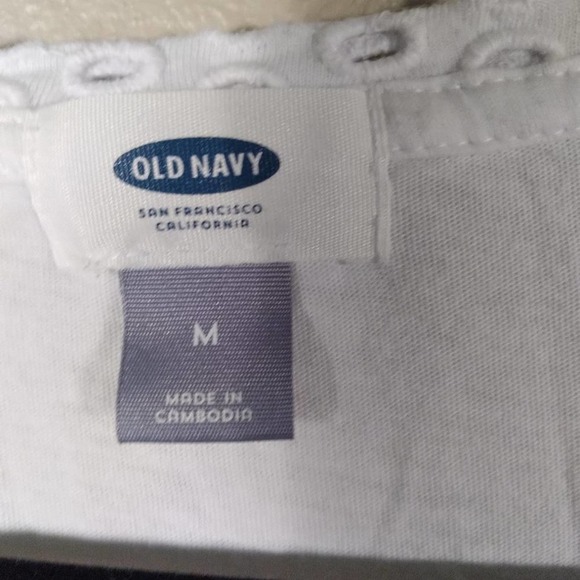 OLD NAVY
SAN FRANCISCO
CALIFORNIA
M
MADE IN
CAMBODIA